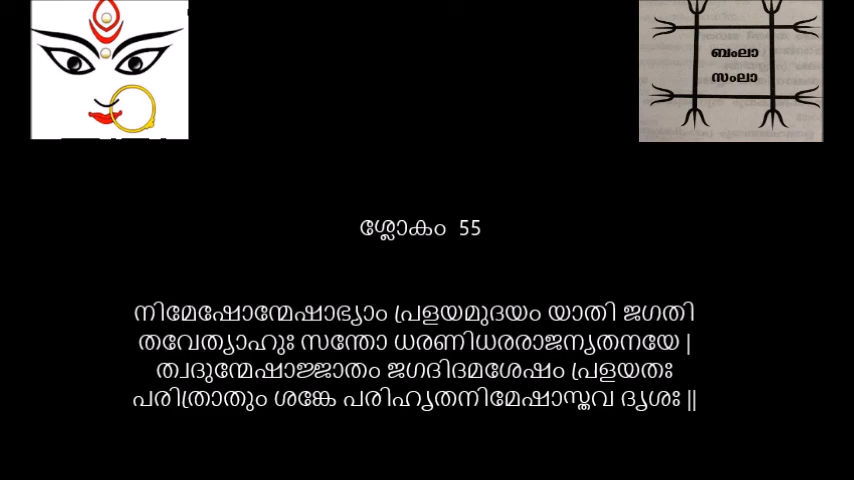 ബംലാ
സംലാ
ശ്ലോകം 55
നിമേഷോന്മേഷാഭ്യാം പ്രളയമുദയം യാതി ജഗതി
തവേത്യാഹുഃ സന്തോ ധരണിധരരാജന്യതനയേ |
ത്വദുന്മേഷാജ്ജാതം ജഗദിദമശേഷം പ്രളയതഃ
പരിത്രാതും ശങ്കേ പരിഹൃതനിമേഷാസ്തവ ദൃശഃ ||